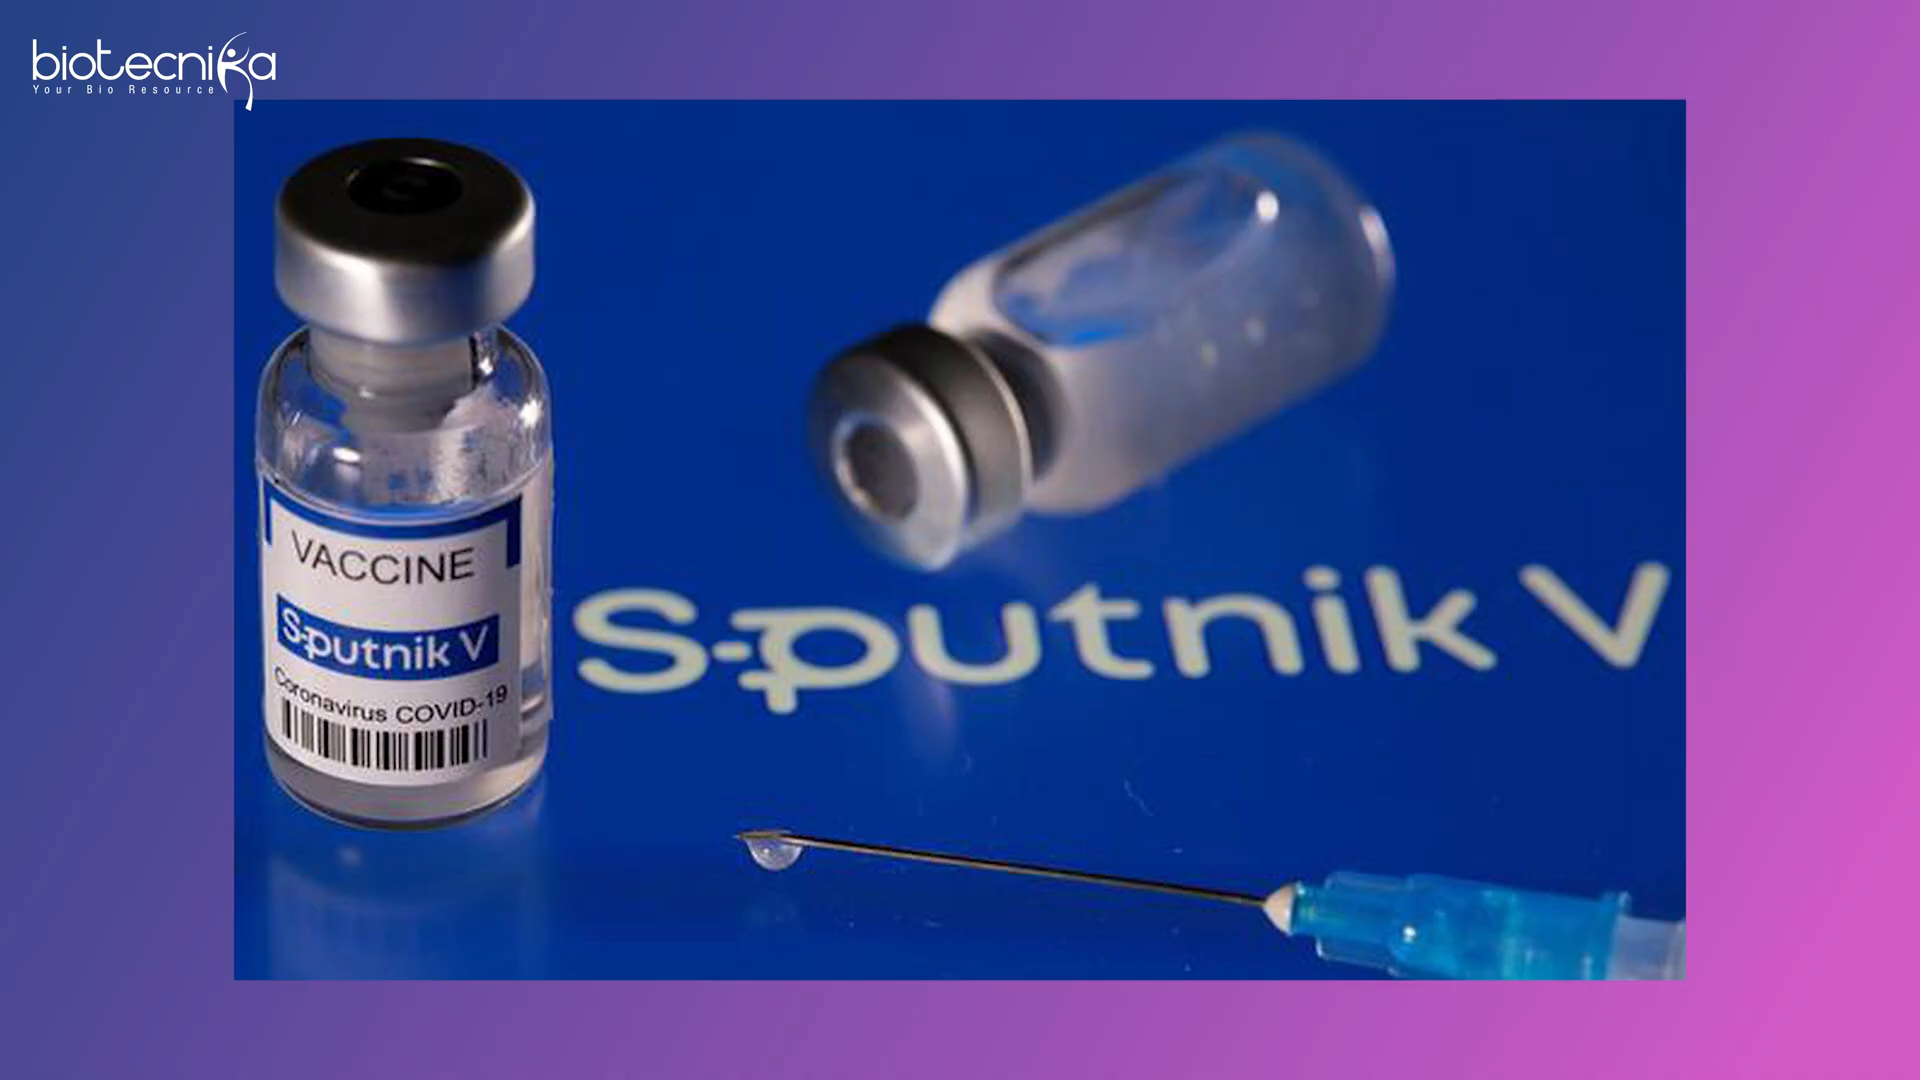 biotecnika
Your Bio Resource
VACCINE
Sputnik V
Coronavirus COVID-19
Sputnik V